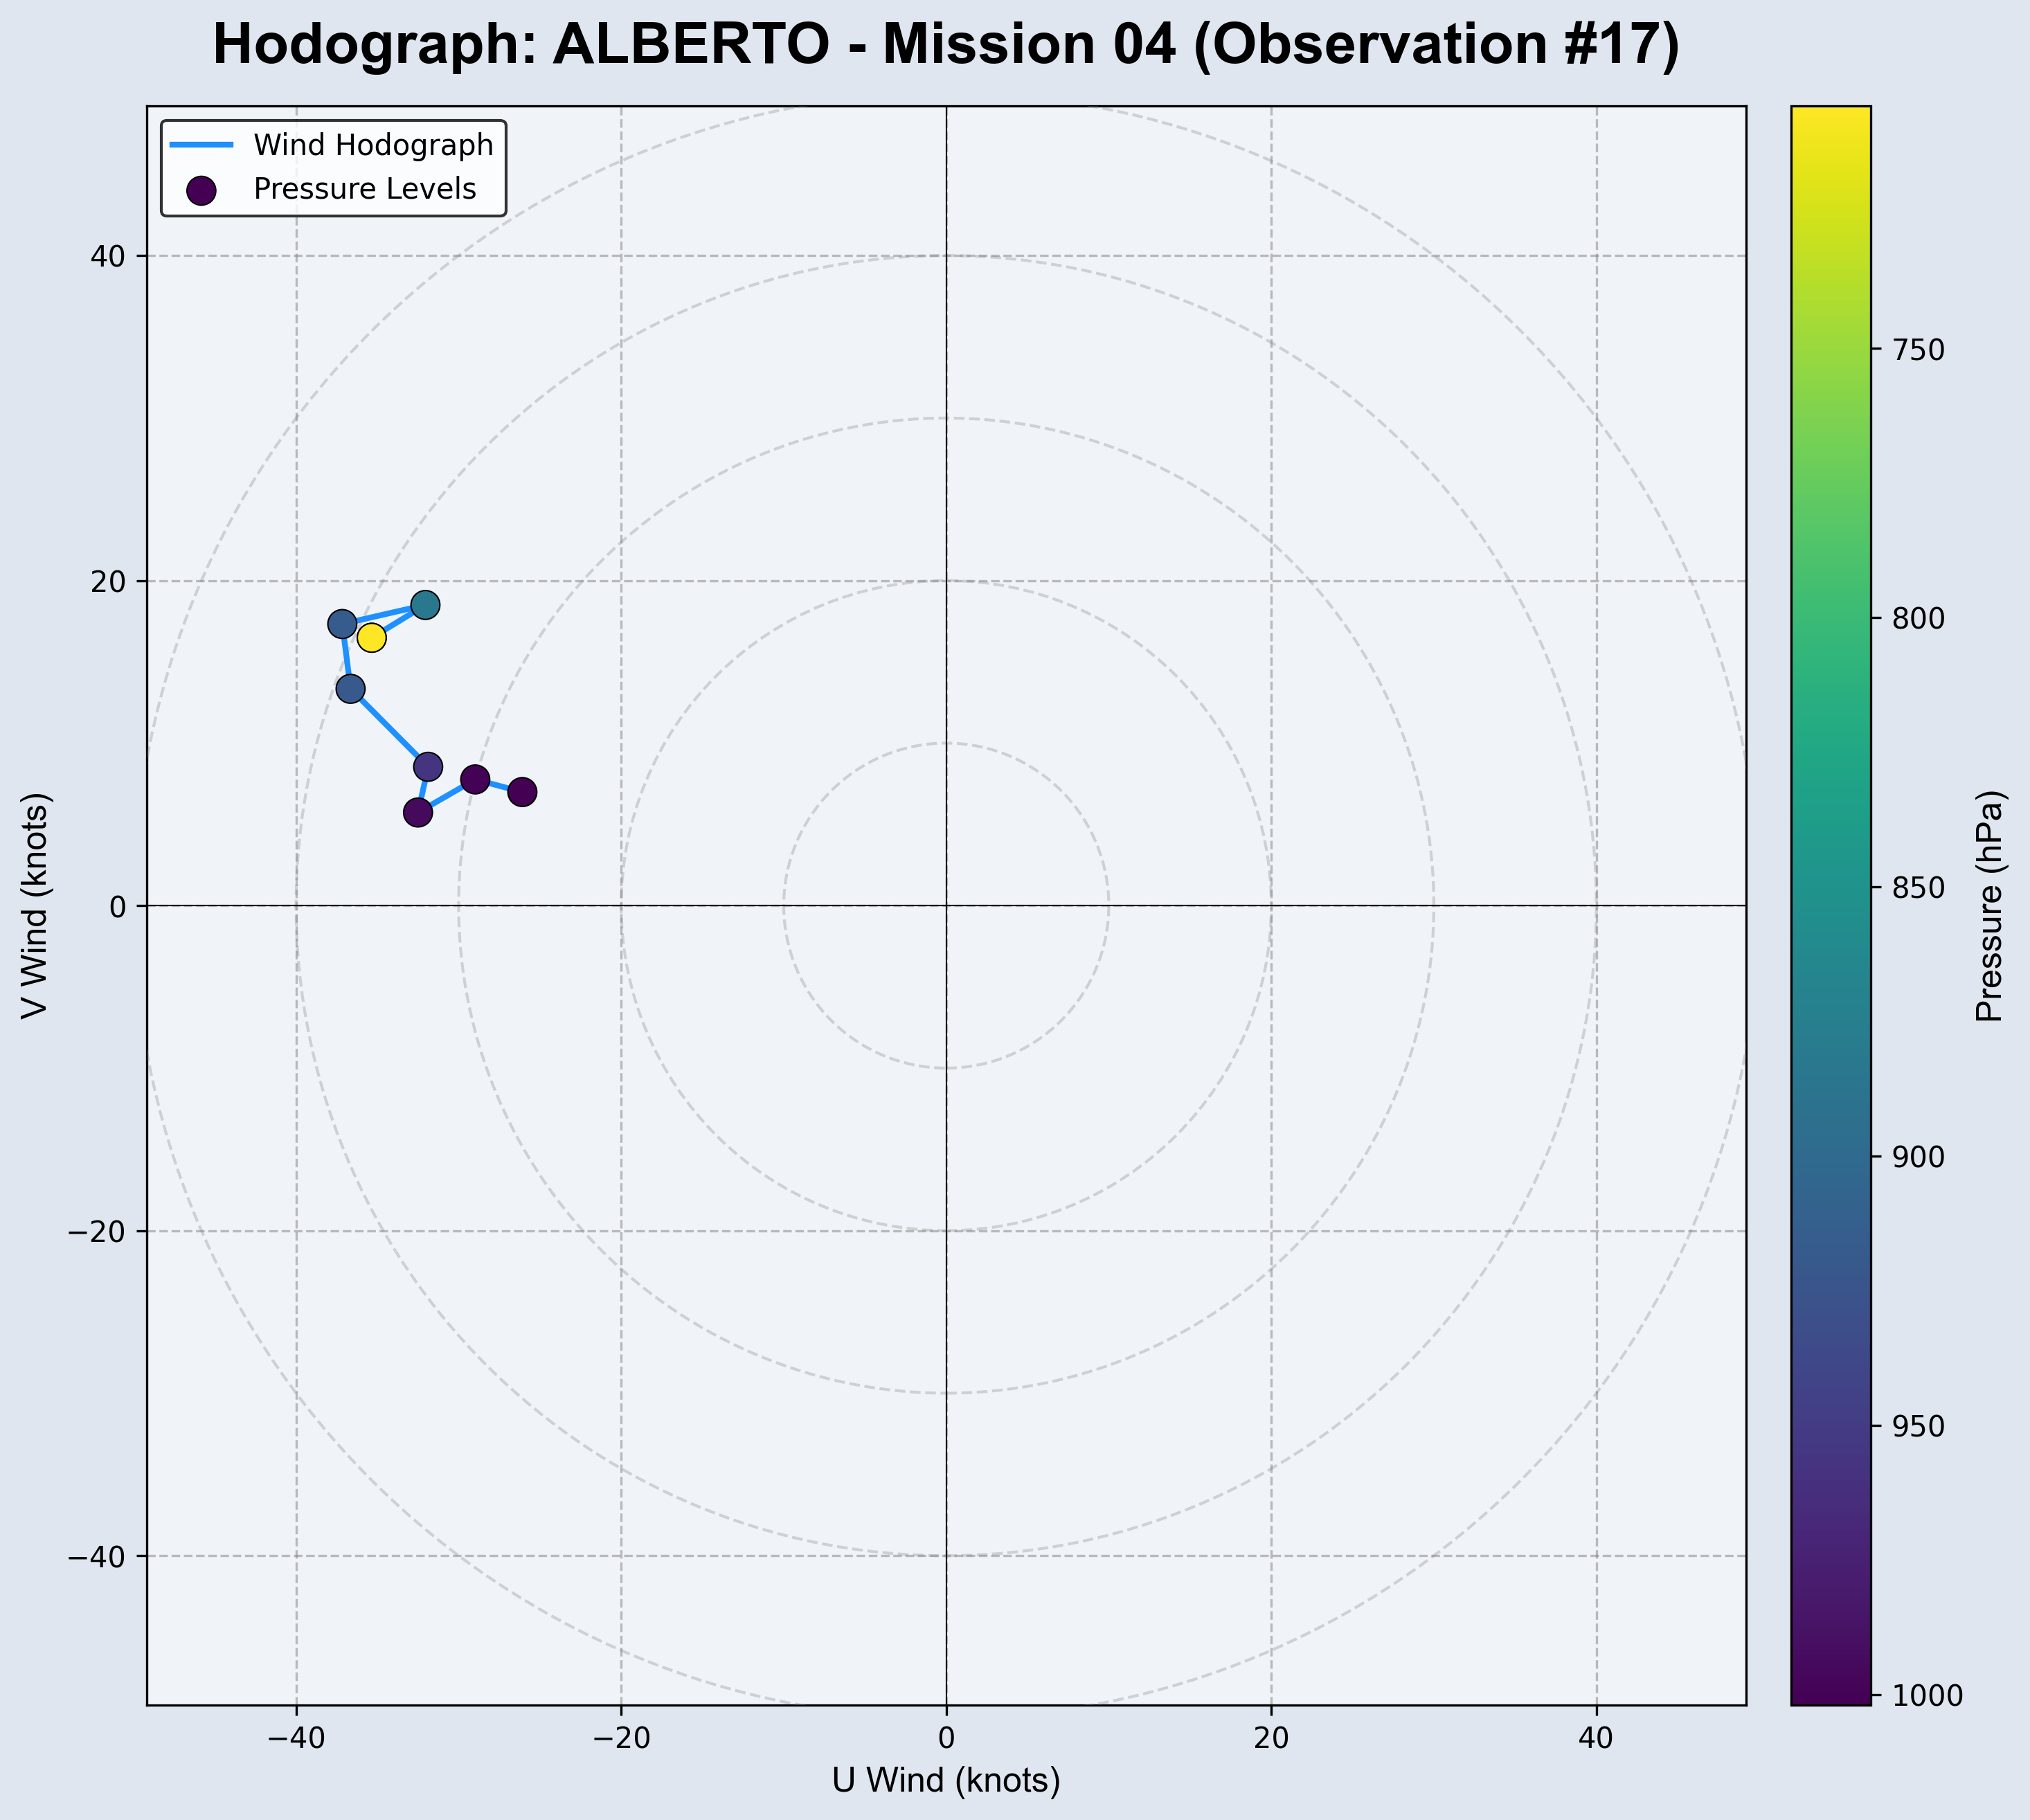 Hodograph: ALBERTO - Mission 04 (Observation #17)
Wind Hodograph
Pressure Levels
40
20
0
−20
−40
V Wind (knots)
−40
−20
0
20
40
U Wind (knots)
750
800
850
900
950
1000
Pressure (hPa)